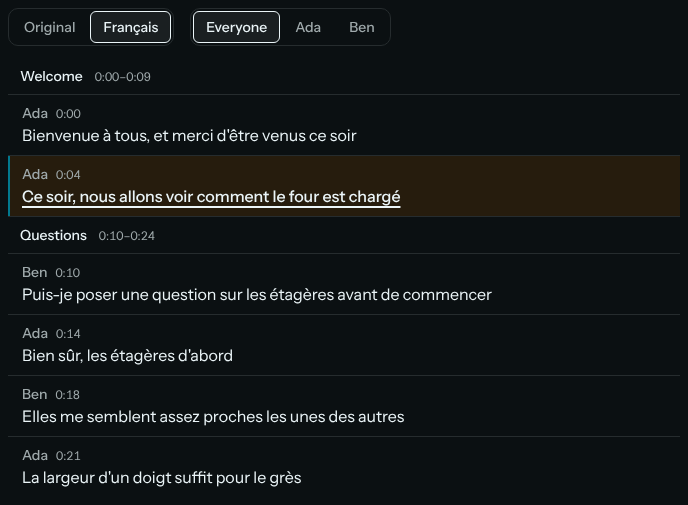 Original Français Everyone Ada Ben
Welcome 0:00–0:09
Ada 0:00
Bienvenue à tous, et merci d'être venus ce soir
Ada 0:04
Ce soir, nous allons voir comment le four est chargé
Questions 0:10–0:24
Ben 0:10
Puis-je poser une question sur les étagères avant de commencer
Ada 0:14
Bien sûr, les étagères d'abord
Ben 0:18
Elles me semblent assez proches les unes des autres
Ada 0:21
La largeur d'un doigt suffit pour le grès